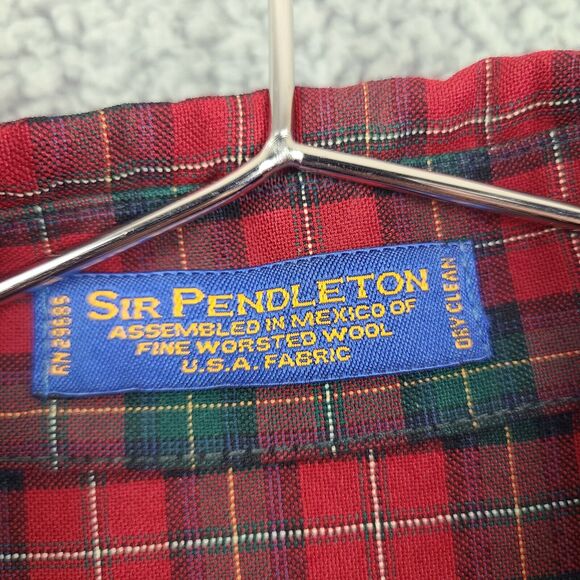 RN 29685
SIR PENDLETON
ASSEMBLED IN MEXICO OF
FINE WORSTED WOOL
U.S.A. FABRIC
DRY CLEAN